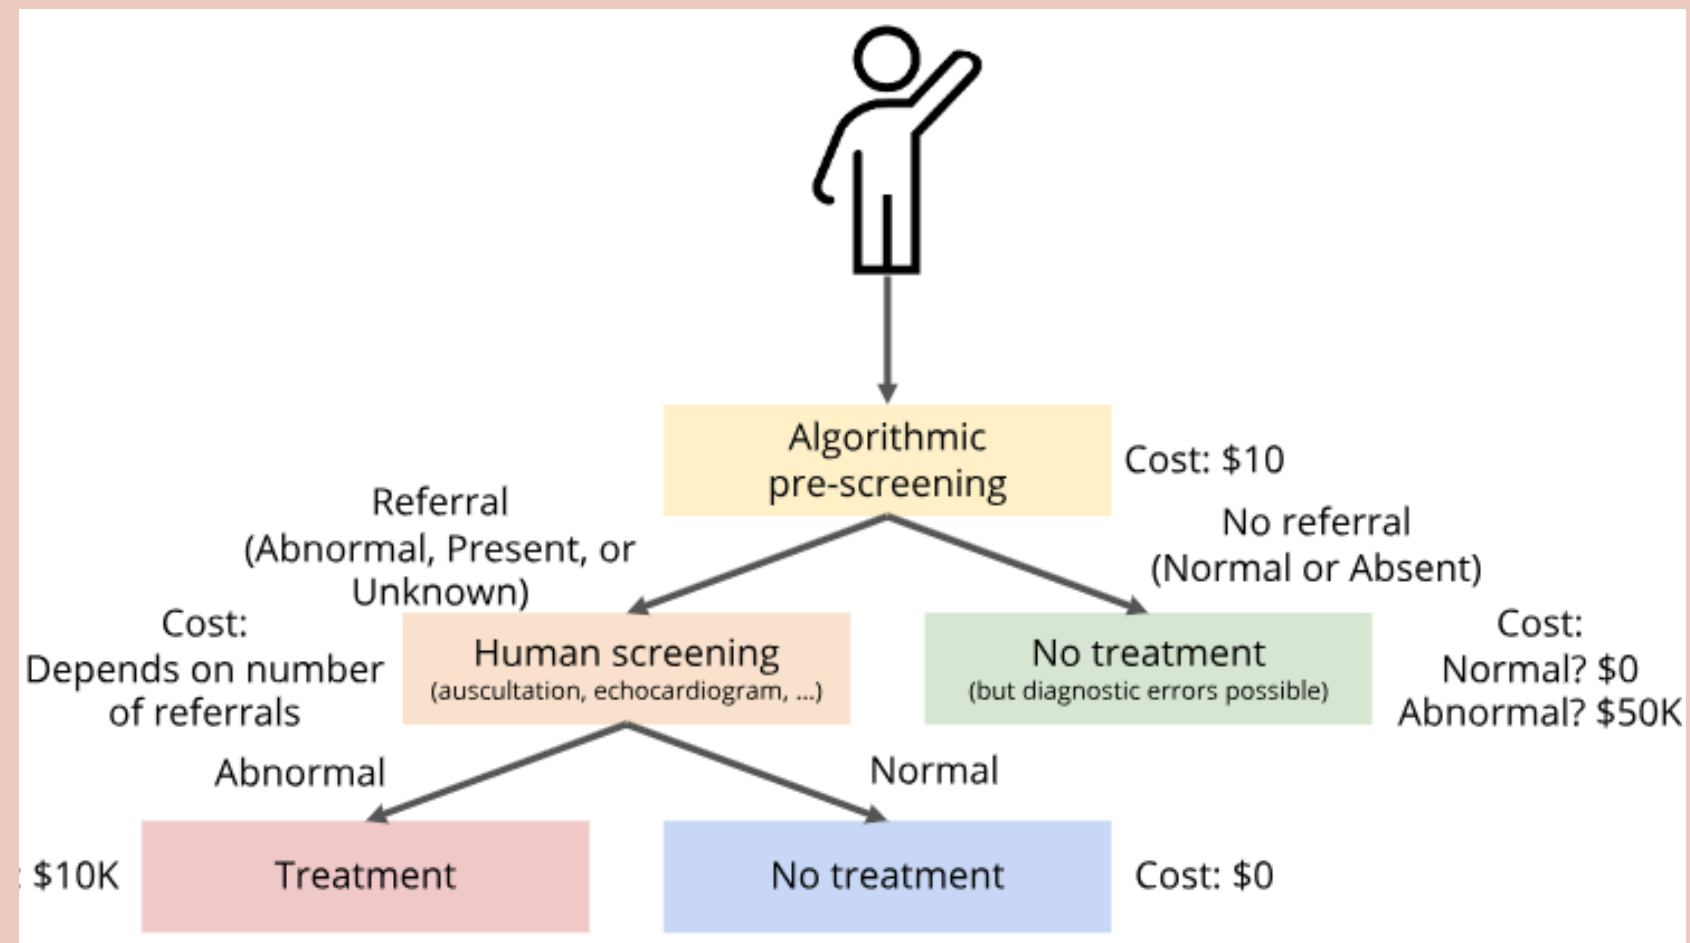 Algorithmic
pre-screening
Cost: $10
Referral
(Abnormal, Present, or
Unknown)
No referral
(Normal or Absent)
Cost:
Depends on number
of referrals
Human screening
(auscultation, echocardiogram, ...)
No treatment
(but diagnostic errors possible)
Cost:
Normal? $0
Abnormal? $50K
Abnormal
Normal
: $10K
Treatment
No treatment
Cost: $0